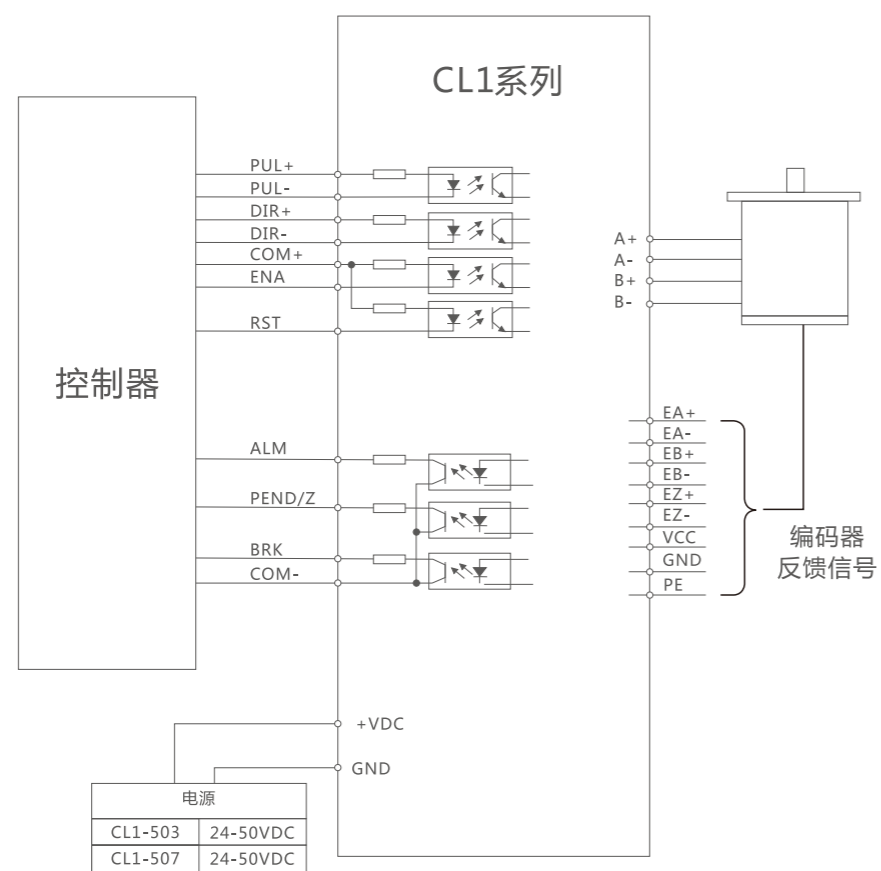 CL1系列
控制器
PUL+
PUL-
DIR+
DIR-
COM+
ENA
RST
ALM
PEND/Z
BRK
COM-
A+
A-
B+
B-
EA+
EA-
EB+
EB-
EZ+
EZ-
VCC
GND
PE
编码器
反馈信号
+VDC
GND
电源
CL1-503 24-50VDC
CL1-507 24-50VDC